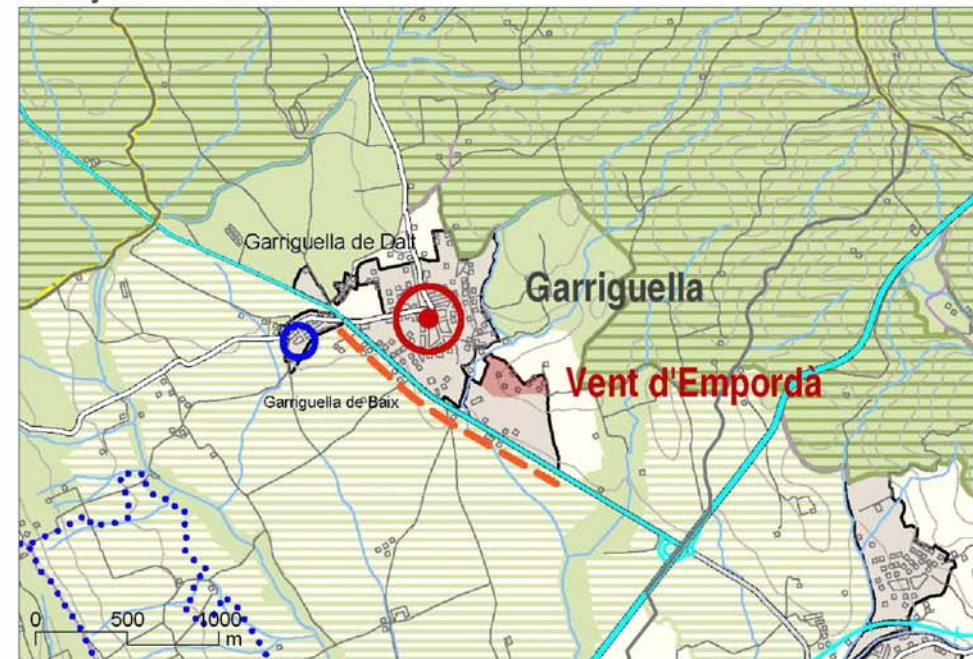 Garriguella de Dalt
Garriguella
Vent d'Empordà
Garriguella de Baix
0 500 1000
m